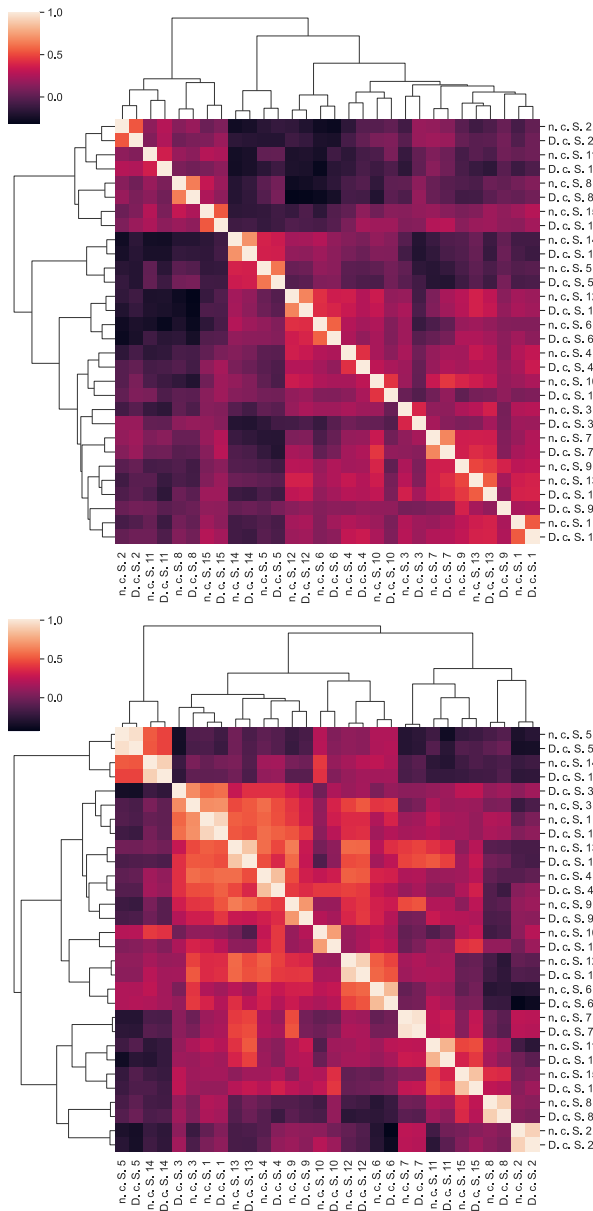 1.0
0.5
0.0
n. c. S. 2
D. c. S. 2
n. c. S. 1
D. c. S. 1
n. c. S. 8
D. c. S. 8
n. c. S. 15
D. c. S. 1
n. c. S. 14
D. c. S. 1
n. c. S. 5
D. c. S. 5
n. c. S. 12
D. c. S. 1
n. c. S. 6
D. c. S. 6
n. c. S. 4
D. c. S. 4
n. c. S. 10
D. c. S. 1
n. c. S. 3
D. c. S. 3
n. c. S. 7
D. c. S. 7
n. c. S. 9
n. c. S. 13
D. c. S. 1
D. c. S. 9
n. c. S. 1
D. c. S. 1
n. c. S. 2
D. c. S. 2
n. c. S. 11
D. c. S. 11
n. c. S. 8
D. c. S. 8
n. c. S. 15
D. c. S. 15
n. c. S. 14
D. c. S. 14
n. c. S. 5
D. c. S. 5
n. c. S. 12
D. c. S. 12
n. c. S. 6
D. c. S. 6
n. c. S. 4
D. c. S. 4
n. c. S. 10
D. c. S. 10
n. c. S. 3
D. c. S. 3
n. c. S. 7
D. c. S. 7
n. c. S. 9
n. c. S. 13
D. c. S. 13
D. c. S. 9
n. c. S. 1
D. c. S. 1
1.0
0.5
0.0
n. c. S. 5
D. c. S. 5
n. c. S. 14
D. c. S. 1
D. c. S. 3
n. c. S. 3
n. c. S. 1
D. c. S. 1
n. c. S. 13
D. c. S. 1
n. c. S. 4
D. c. S. 4
n. c. S. 9
D. c. S. 9
n. c. S. 10
D. c. S. 1
n. c. S. 12
D. c. S. 1
n. c. S. 6
D. c. S. 6
n. c. S. 7
D. c. S. 7
n. c. S. 1
D. c. S. 1
n. c. S. 15
D. c. S. 1
n. c. S. 8
D. c. S. 8
n. c. S. 2
D. c. S. 2
n. c. S. 5
D. c. S. 5
n. c. S. 14
D. c. S. 14
D. c. S. 3
n. c. S. 3
n. c. S. 1
D. c. S. 1
n. c. S. 13
D. c. S. 13
n. c. S. 4
D. c. S. 4
n. c. S. 9
D. c. S. 9
n. c. S. 10
D. c. S. 10
n. c. S. 12
D. c. S. 12
n. c. S. 6
D. c. S. 6
n. c. S. 7
D. c. S. 7
n. c. S. 11
D. c. S. 11
n. c. S. 15
D. c. S. 15
n. c. S. 8
D. c. S. 8
n. c. S. 2
D. c. S. 2